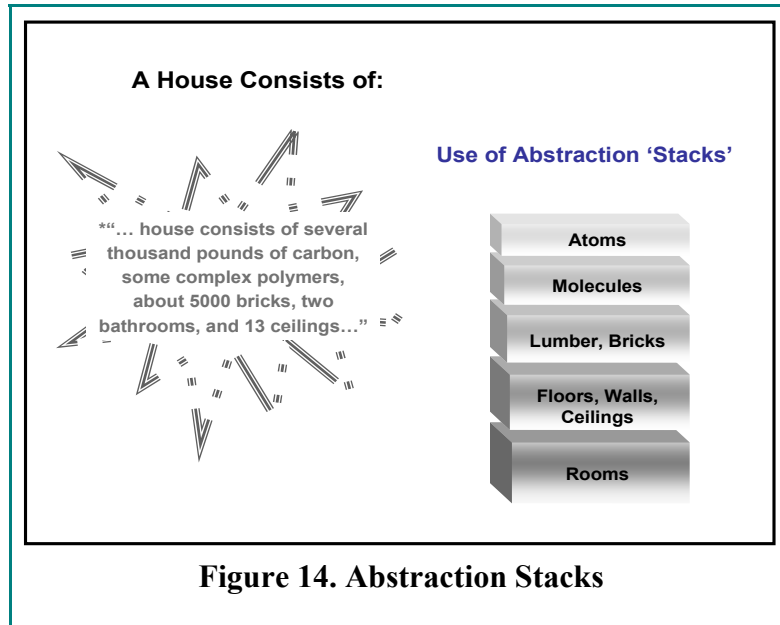 A House Consists of:
*“… house consists of several
thousand pounds of carbon,
some complex polymers,
about 5000 bricks, two
bathrooms, and 13 ceilings…”
Use of Abstraction ‘Stacks’
Atoms
Molecules
Lumber, Bricks
Floors, Walls,
Ceilings
Rooms
Figure 14. Abstraction Stacks